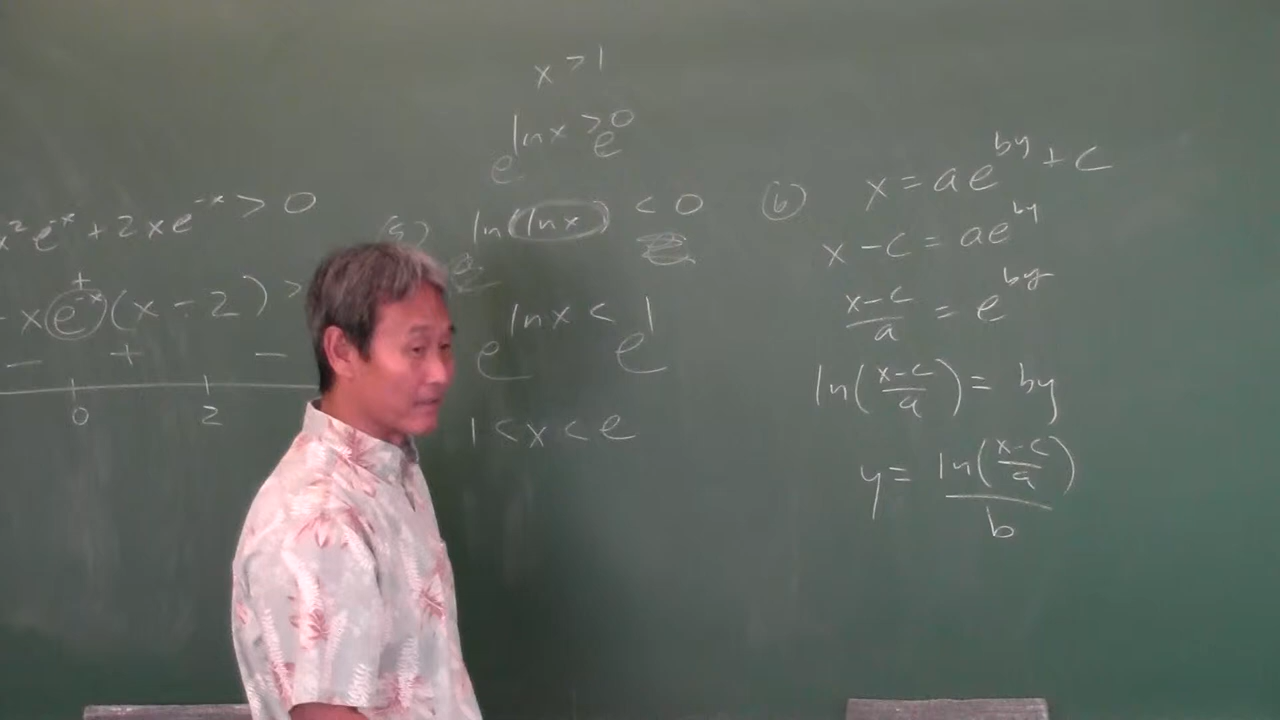 x²e⁻ˣ + 2xe⁻ˣ > 0
+
x e⁻ˣ (x - 2) >
- + -
0 2
x > 1
ln x > 0
e e
(a) ln(ln x) < 0
e^(ln x) < e^1
1 < x < e
(b) x = ae^(by) + c
x - c = ae^(by)
(x-c)/a = e^(by)
ln((x-c)/a) = by
y = ln((x-c)/a)/b